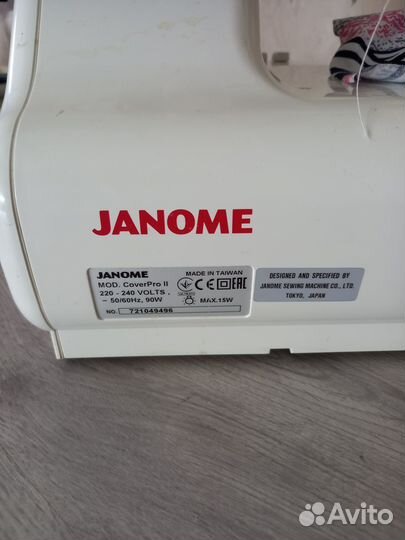 JANOME
JANOME
MADE IN TAIWAN
MOD. CoverPro II
220 - 240 VOLTS ,
~ 50/60Hz, 90W
MAX.15W
NO. 721049496
DESIGNED AND SPECIFIED BY
JANOME SEWING MACHINE CO., LTD.
TOKYO, JAPAN
Avito